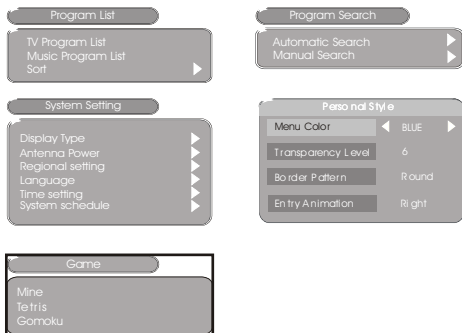 Program List
TV Program List
Music Program List
Sort
Program Search
Automatic Search
Manual Search
System Setting
Display Type
Antenna Power
Regional setting
Language
Time setting
System schedule
Personal Style
Menu Color BLUE
Transparency Level 6
Border Pattern Round
Entry Animation Right
Game
Mine
Tetris
Gomoku